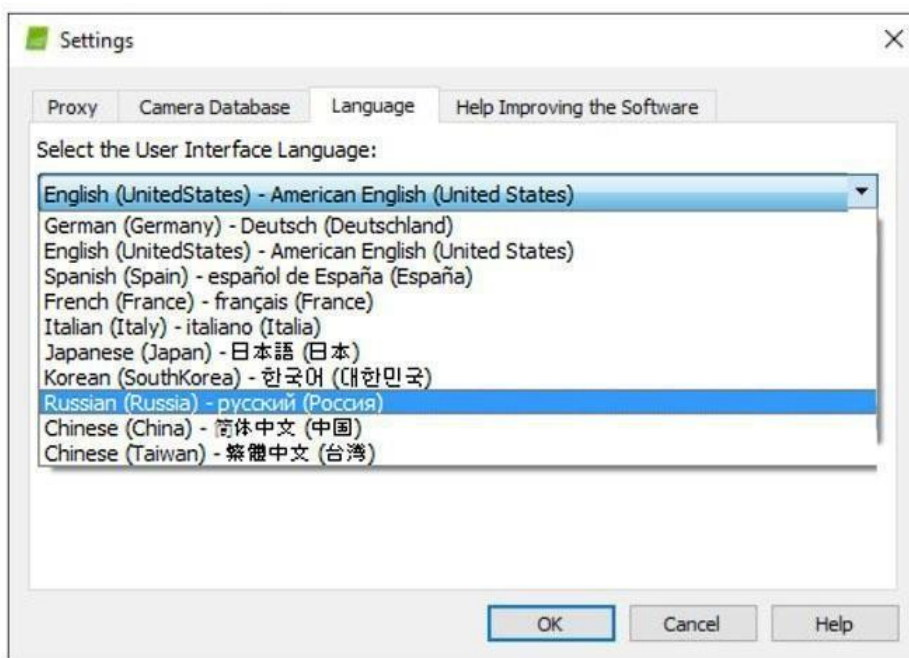 Settings
Proxy Camera Database Language Help Improving the Software
Select the User Interface Language:
English (UnitedStates) - American English (United States)
German (Germany) - Deutsch (Deutschland)
English (UnitedStates) - American English (United States)
Spanish (Spain) - español de España (España)
French (France) - français (France)
Italian (Italy) - italiano (Italia)
Japanese (Japan) - 日本語 (日本)
Korean (SouthKorea) - 한국어 (대한민국)
Russian (Russia) - русский (Россия)
Chinese (China) - 简体中文 (中国)
Chinese (Taiwan) - 繁體中文 (台灣)
OK Cancel Help